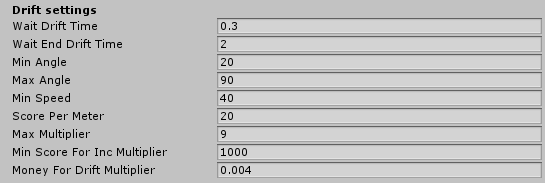 Drift settings
Wait Drift Time 0.3
Wait End Drift Time 2
Min Angle 20
Max Angle 90
Min Speed 40
Score Per Meter 20
Max Multiplier 9
Min Score For Inc Multiplier 1000
Money For Drift Multiplier 0.004